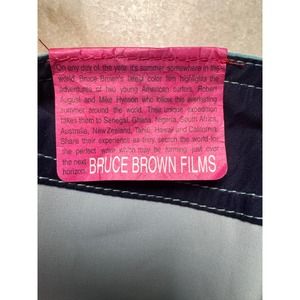 On any day of the year it's summer somewhere in the
world. Bruce Brown's latest color film highlights the
adventures of two young American surfers, Robert
August and Mike Hynson who follow this everlasting
summer around the world. Their unique expedition
takes them to Senegal, Ghana, Nigeria, South Africa,
Australia, New Zealand, Tahiti, Hawaii and California.
Share their experience as they search the world for
the perfect wave which may be forming just over
the next
horizon. BRUCE BROWN FILMS